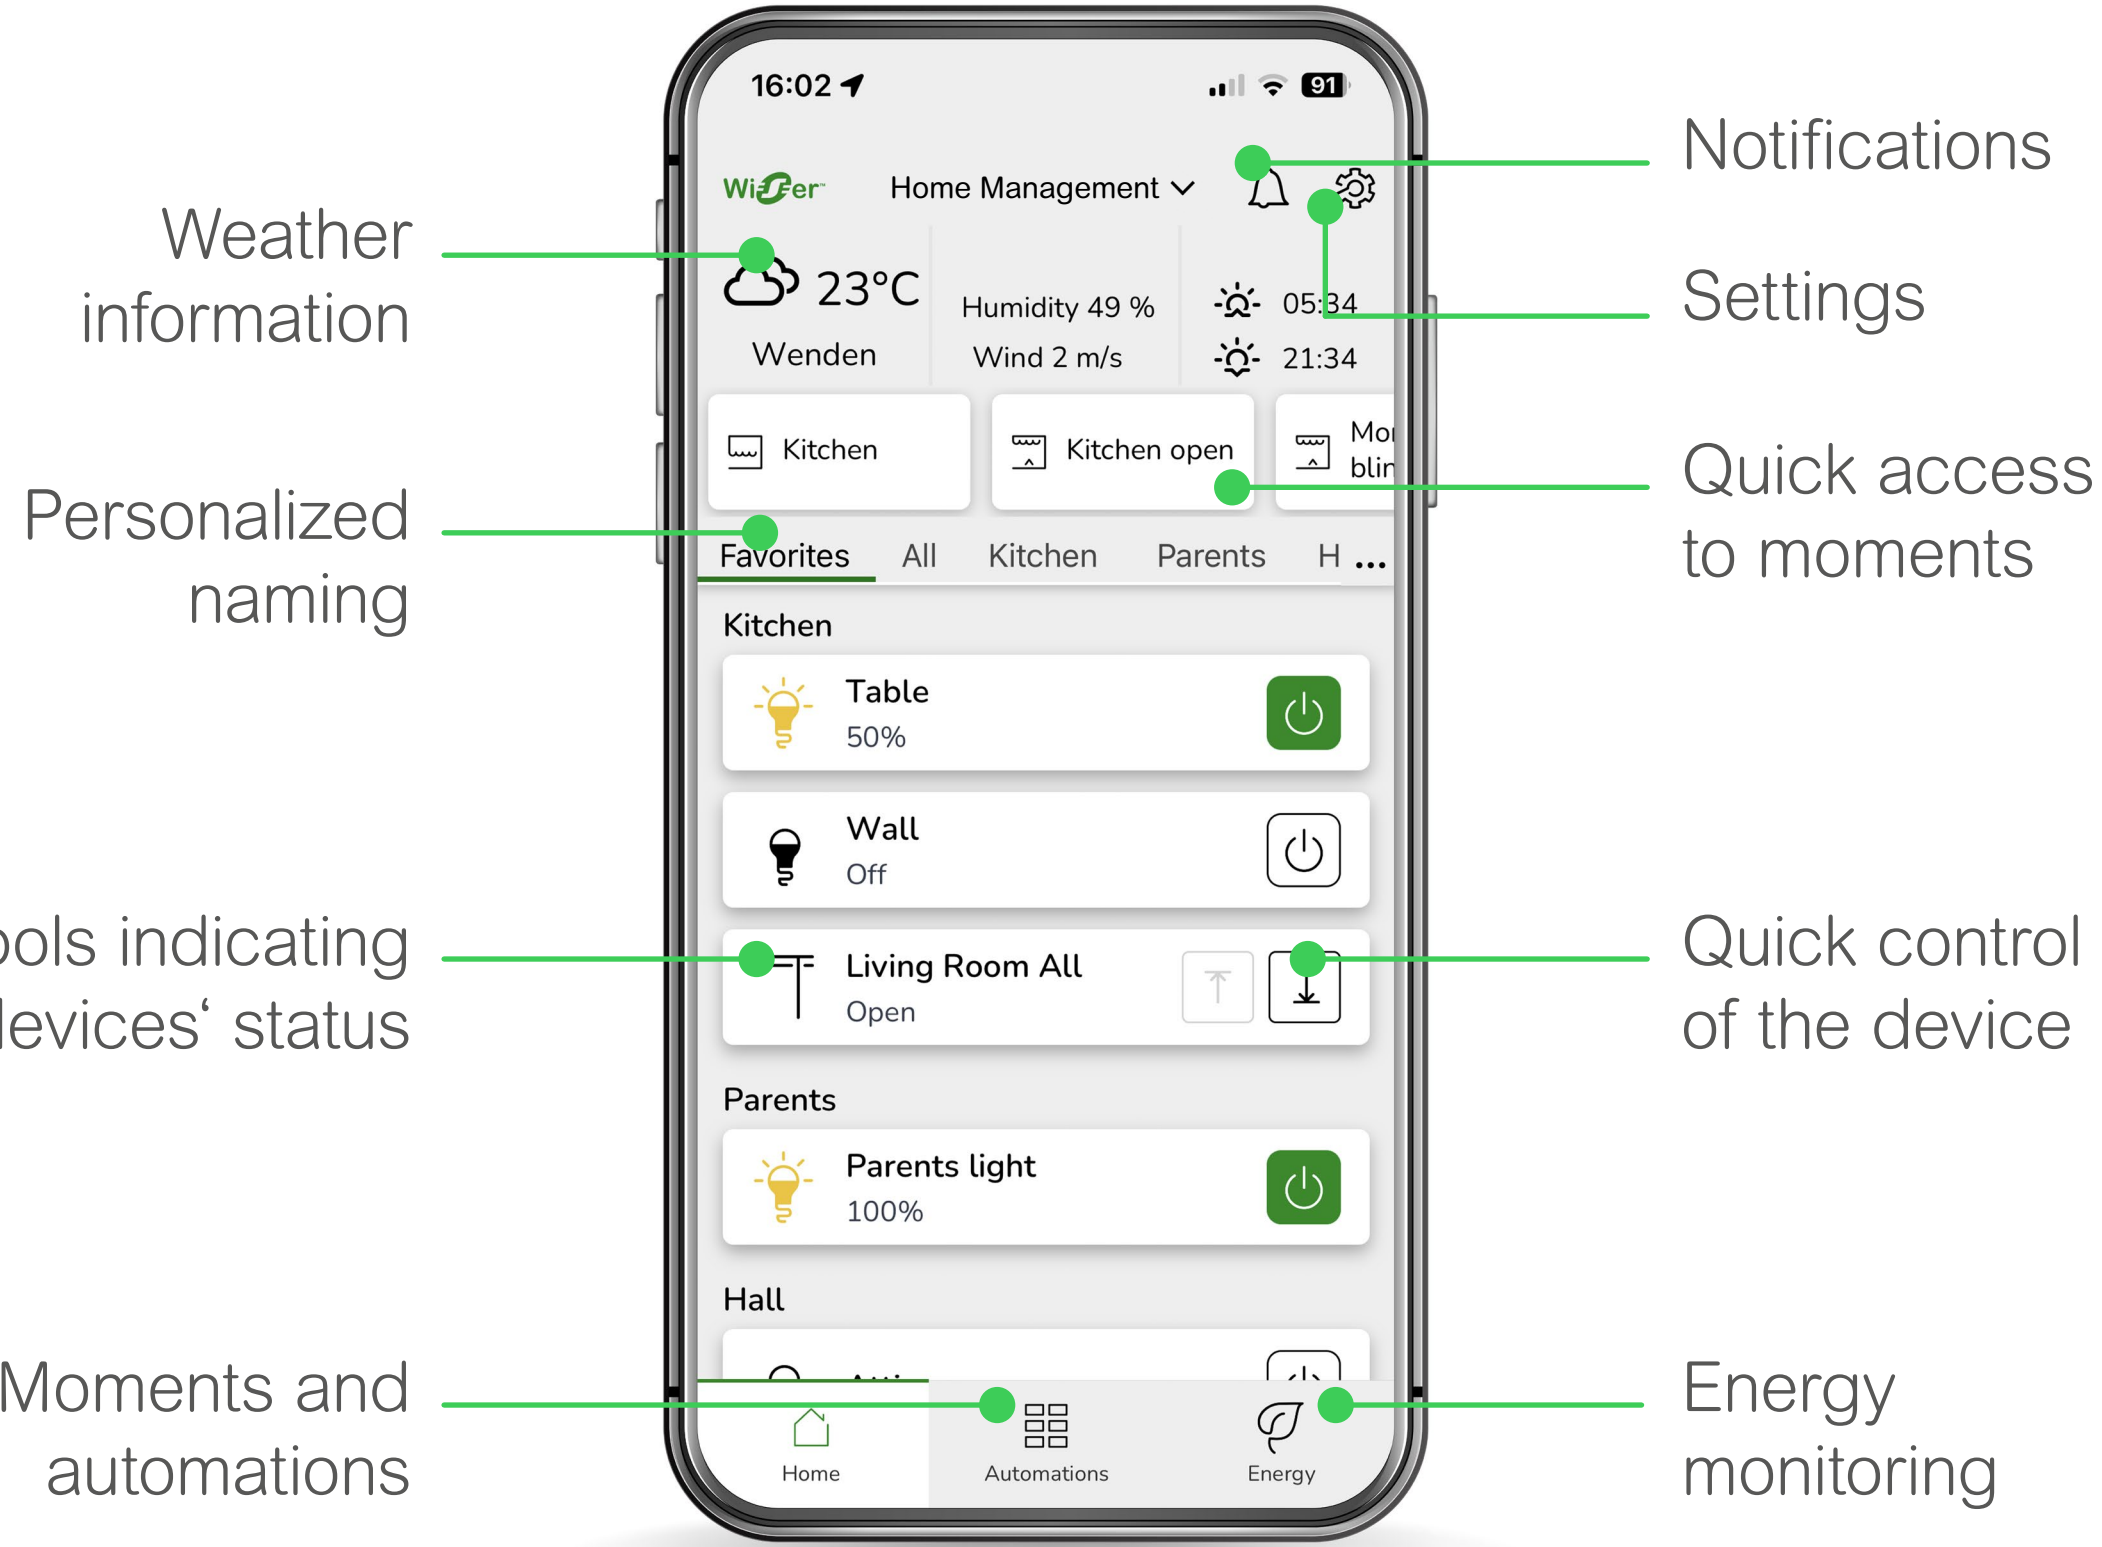 16:02
91
Notifications
Wiser™
Home Management
Weather
information
23°C
Settings
Humidity 49 %
05:34
Wenden
Wind 2 m/s
21:34
Kitchen
Kitchen open
Quick access
to moments
Personalized
naming
Favorites
All
Kitchen
Parents
H ...
Kitchen
Table
50%
Wall
Off
indicating
status
Living Room All
Open
Quick control
of the device
Parents
Parents light
100%
Hall
Moments and
automations
Home
Automations
Energy
Energy
monitoring